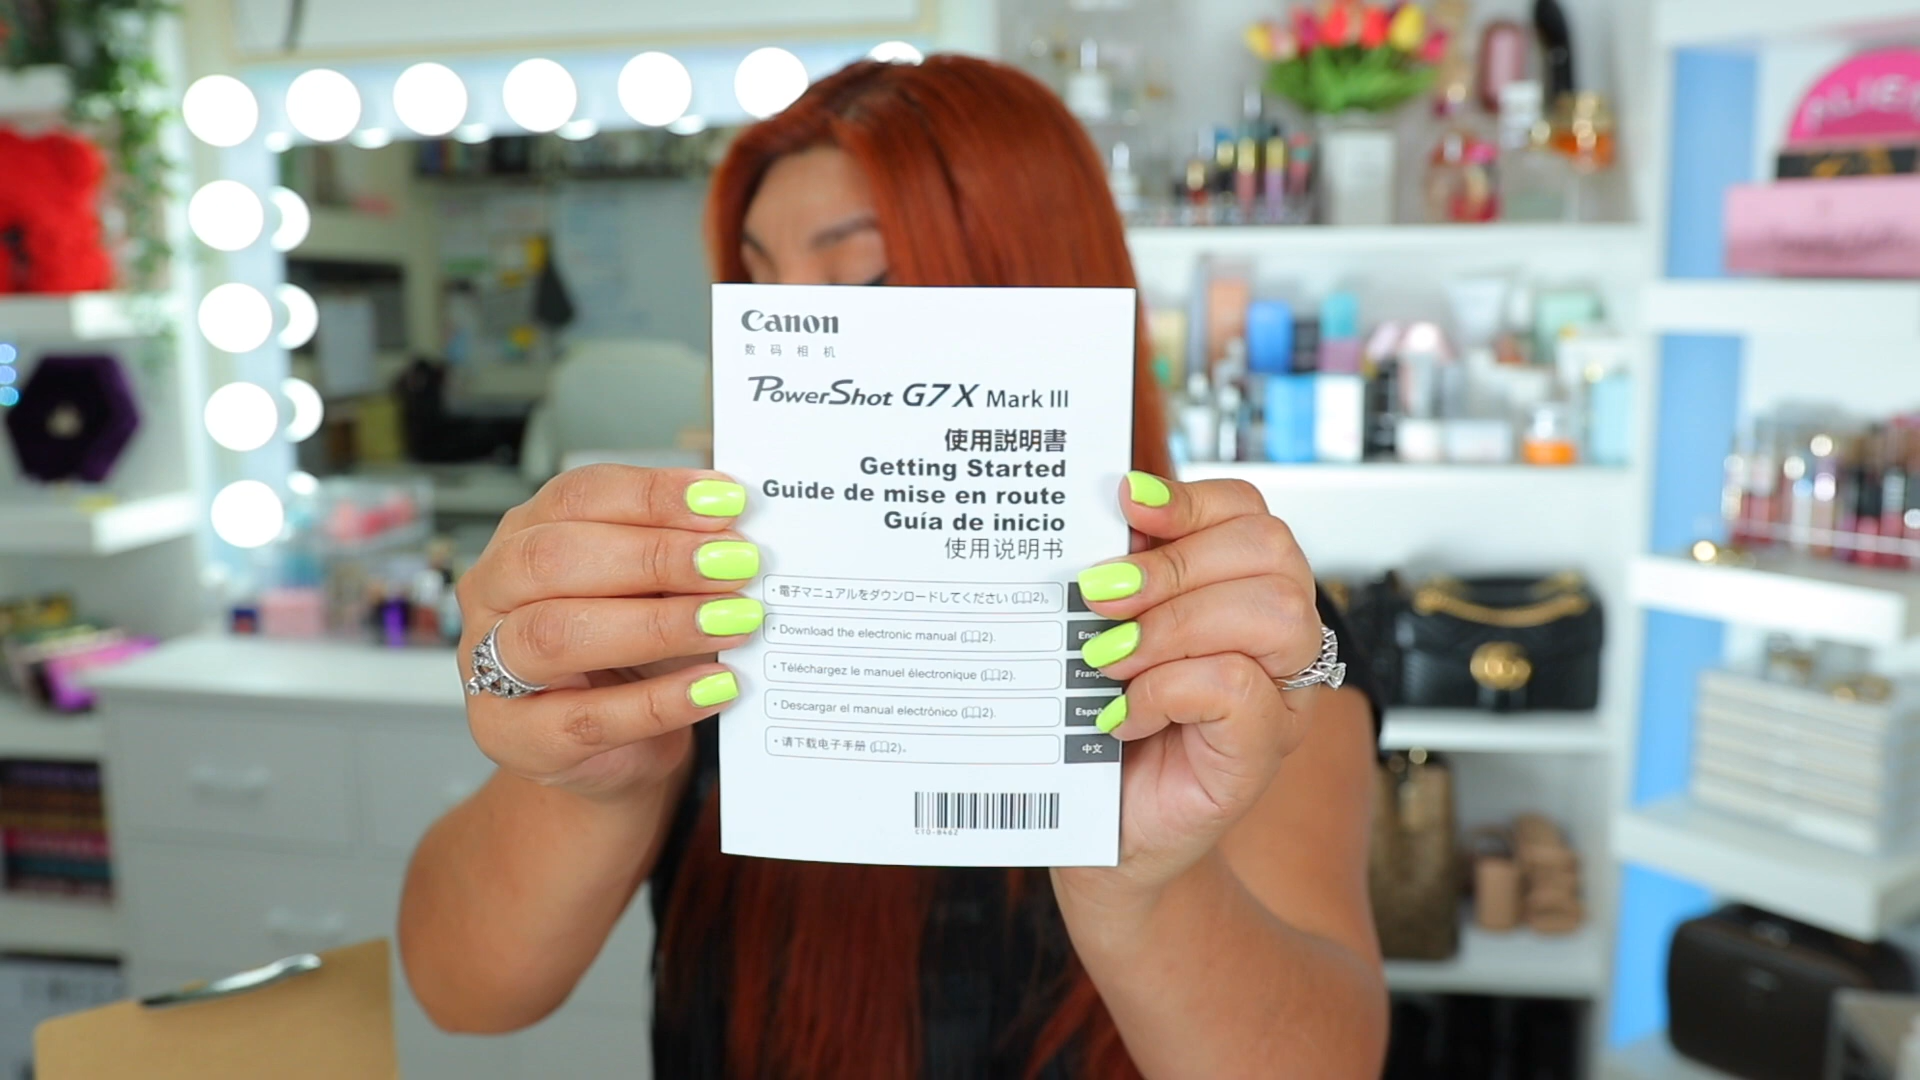 Canon
数码相机
PowerShot G7 X Mark III
使用説明書
Getting Started
Guide de mise en route
Guía de inicio
使用说明书
・電子マニュアルをダウンロードしてください (2)。
• Download the electronic manual (2).
• Téléchargez le manuel électronique (2).
• Descargar el manual electrónico (2).
• 请下载电子手册 (2)。
中文
ALIEN